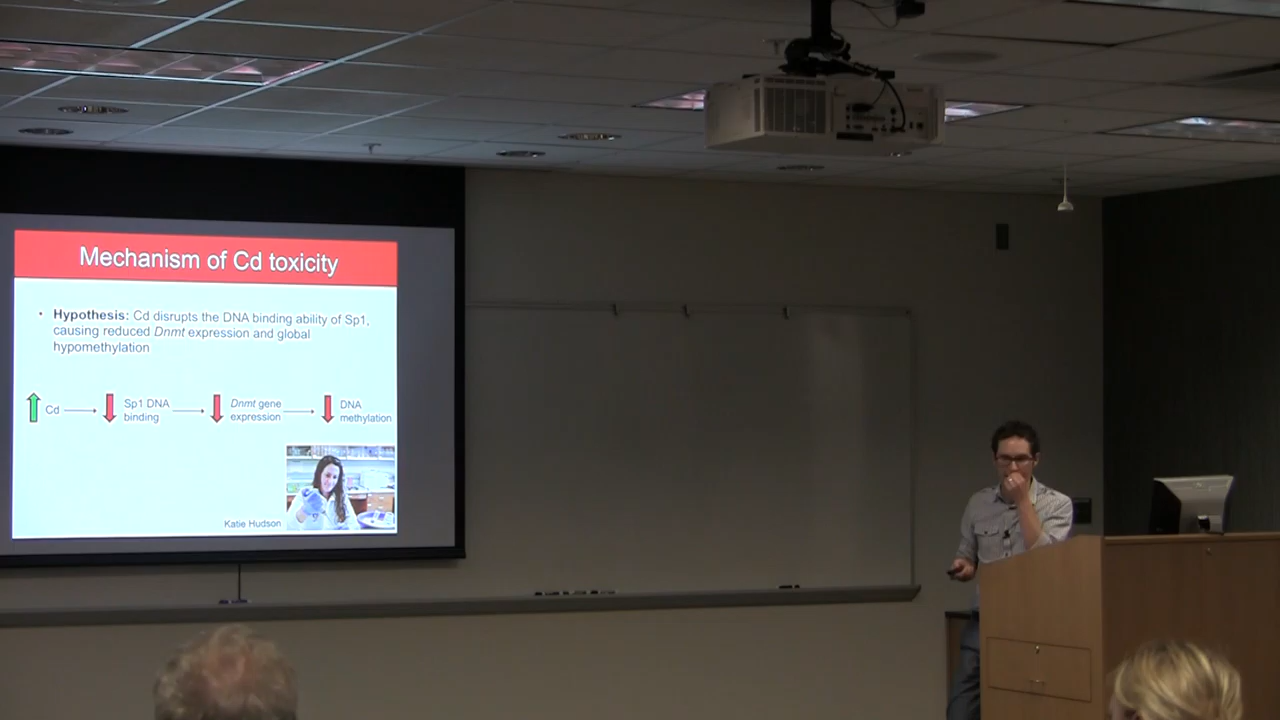 Mechanism of Cd toxicity
• Hypothesis: Cd disrupts the DNA binding ability of Sp1,
causing reduced Dnmt expression and global
hypomethylation
Cd
Sp1 DNA
binding
Dnmt gene
expression
DNA
methylation
Katie Hudson